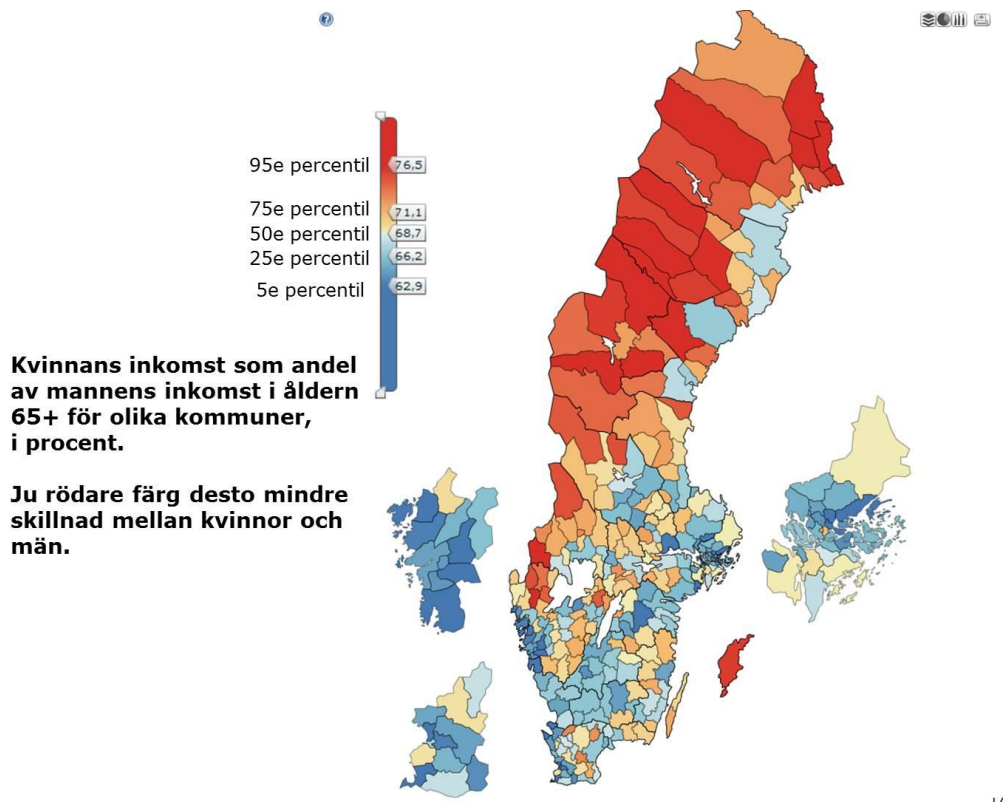 95e percentil
76,5
75e percentil
71,1
50e percentil
68,7
25e percentil
66,2
5e percentil
62,9
Kvinnans inkomst som andel
av mannens inkomst i åldern
65+ för olika kommuner,
i procent.
Ju rödare färg desto mindre
skillnad mellan kvinnor och
män.